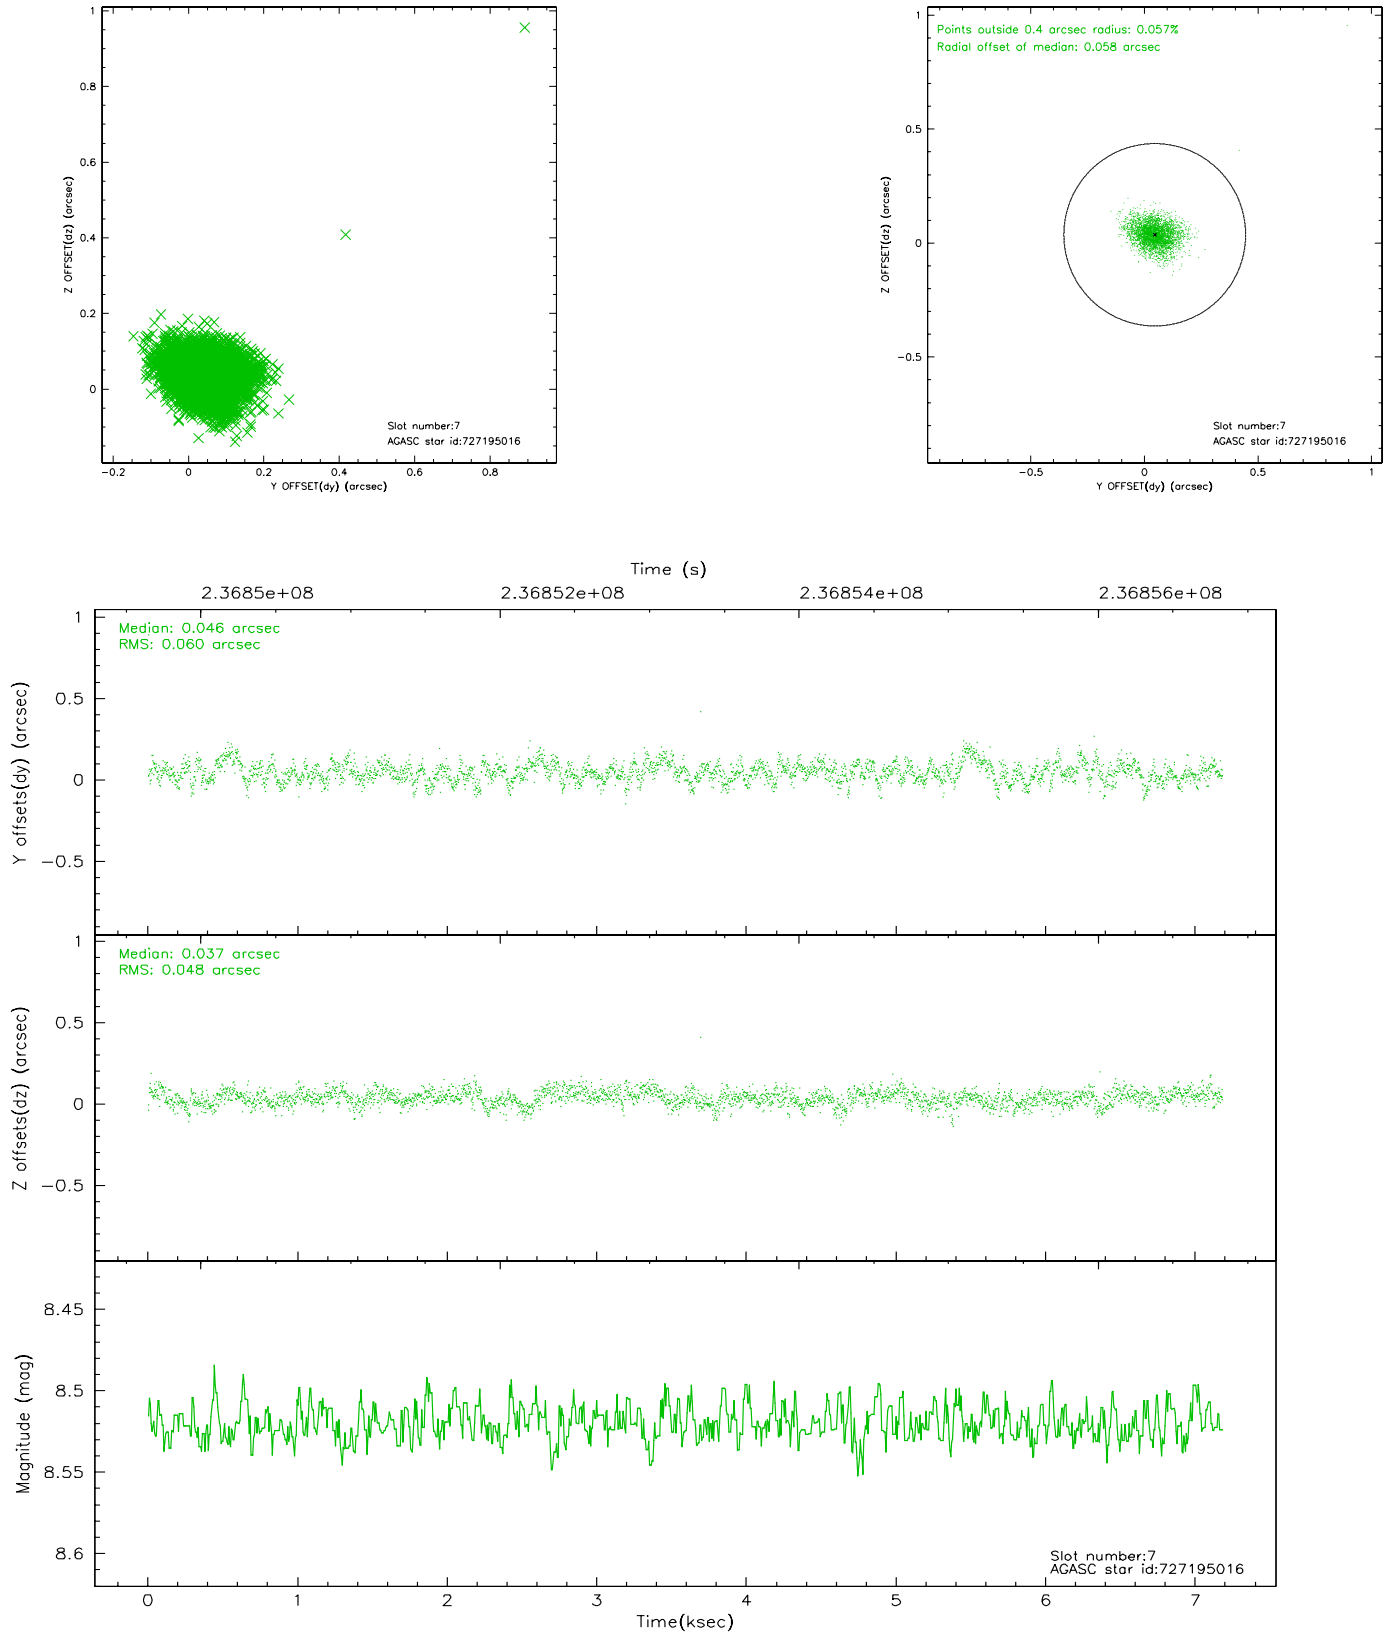 1
0.8
0.6
0.4
0.2
0
Z OFFSET(dz) (arcsec)
Slot number:7
AGASC star id:727195016
−0.2 0 0.2 0.4 0.6 0.8
Y OFFSET(dy) (arcsec)
Points outside 0.4 arcsec radius: 0.057%
Radial offset of median: 0.058 arcsec
1
0.5
0
−0.5
Z OFFSET(dz) (arcsec)
Slot number:7
AGASC star id:727195016
−0.5 0 0.5 1
Y OFFSET(dy) (arcsec)
Time (s)
2.3685e+08 2.36852e+08 2.36854e+08 2.36856e+08
Median: 0.046 arcsec
RMS: 0.060 arcsec
1
0.5
0
−0.5
Y offsets(dy) (arcsec)
Median: 0.037 arcsec
RMS: 0.048 arcsec
1
0.5
0
−0.5
Z offsets(dz) (arcsec)
8.45
8.5
8.55
8.6
Magnitude (mag)
Slot number:7
AGASC star id:727195016
0 1 2 3 4 5 6 7
Time(ksec)